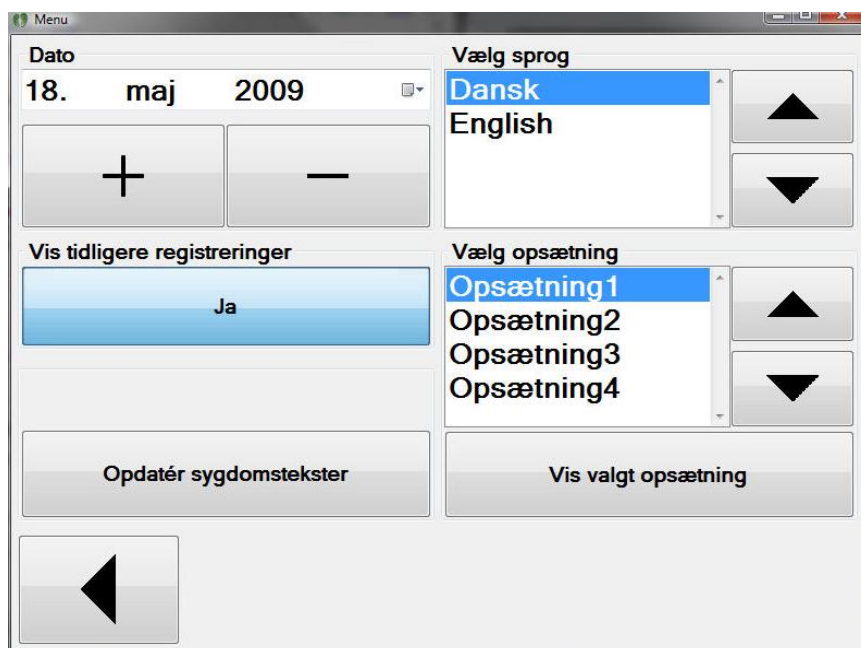 Menu
Dato
18. maj 2009
Vis tidligere registreringer
Ja
Opdatér sygdomstekster
Vælg sprog
Dansk
English
Vælg opsætning
Opsætning1
Opsætning2
Opsætning3
Opsætning4
Vis valgt opsætning